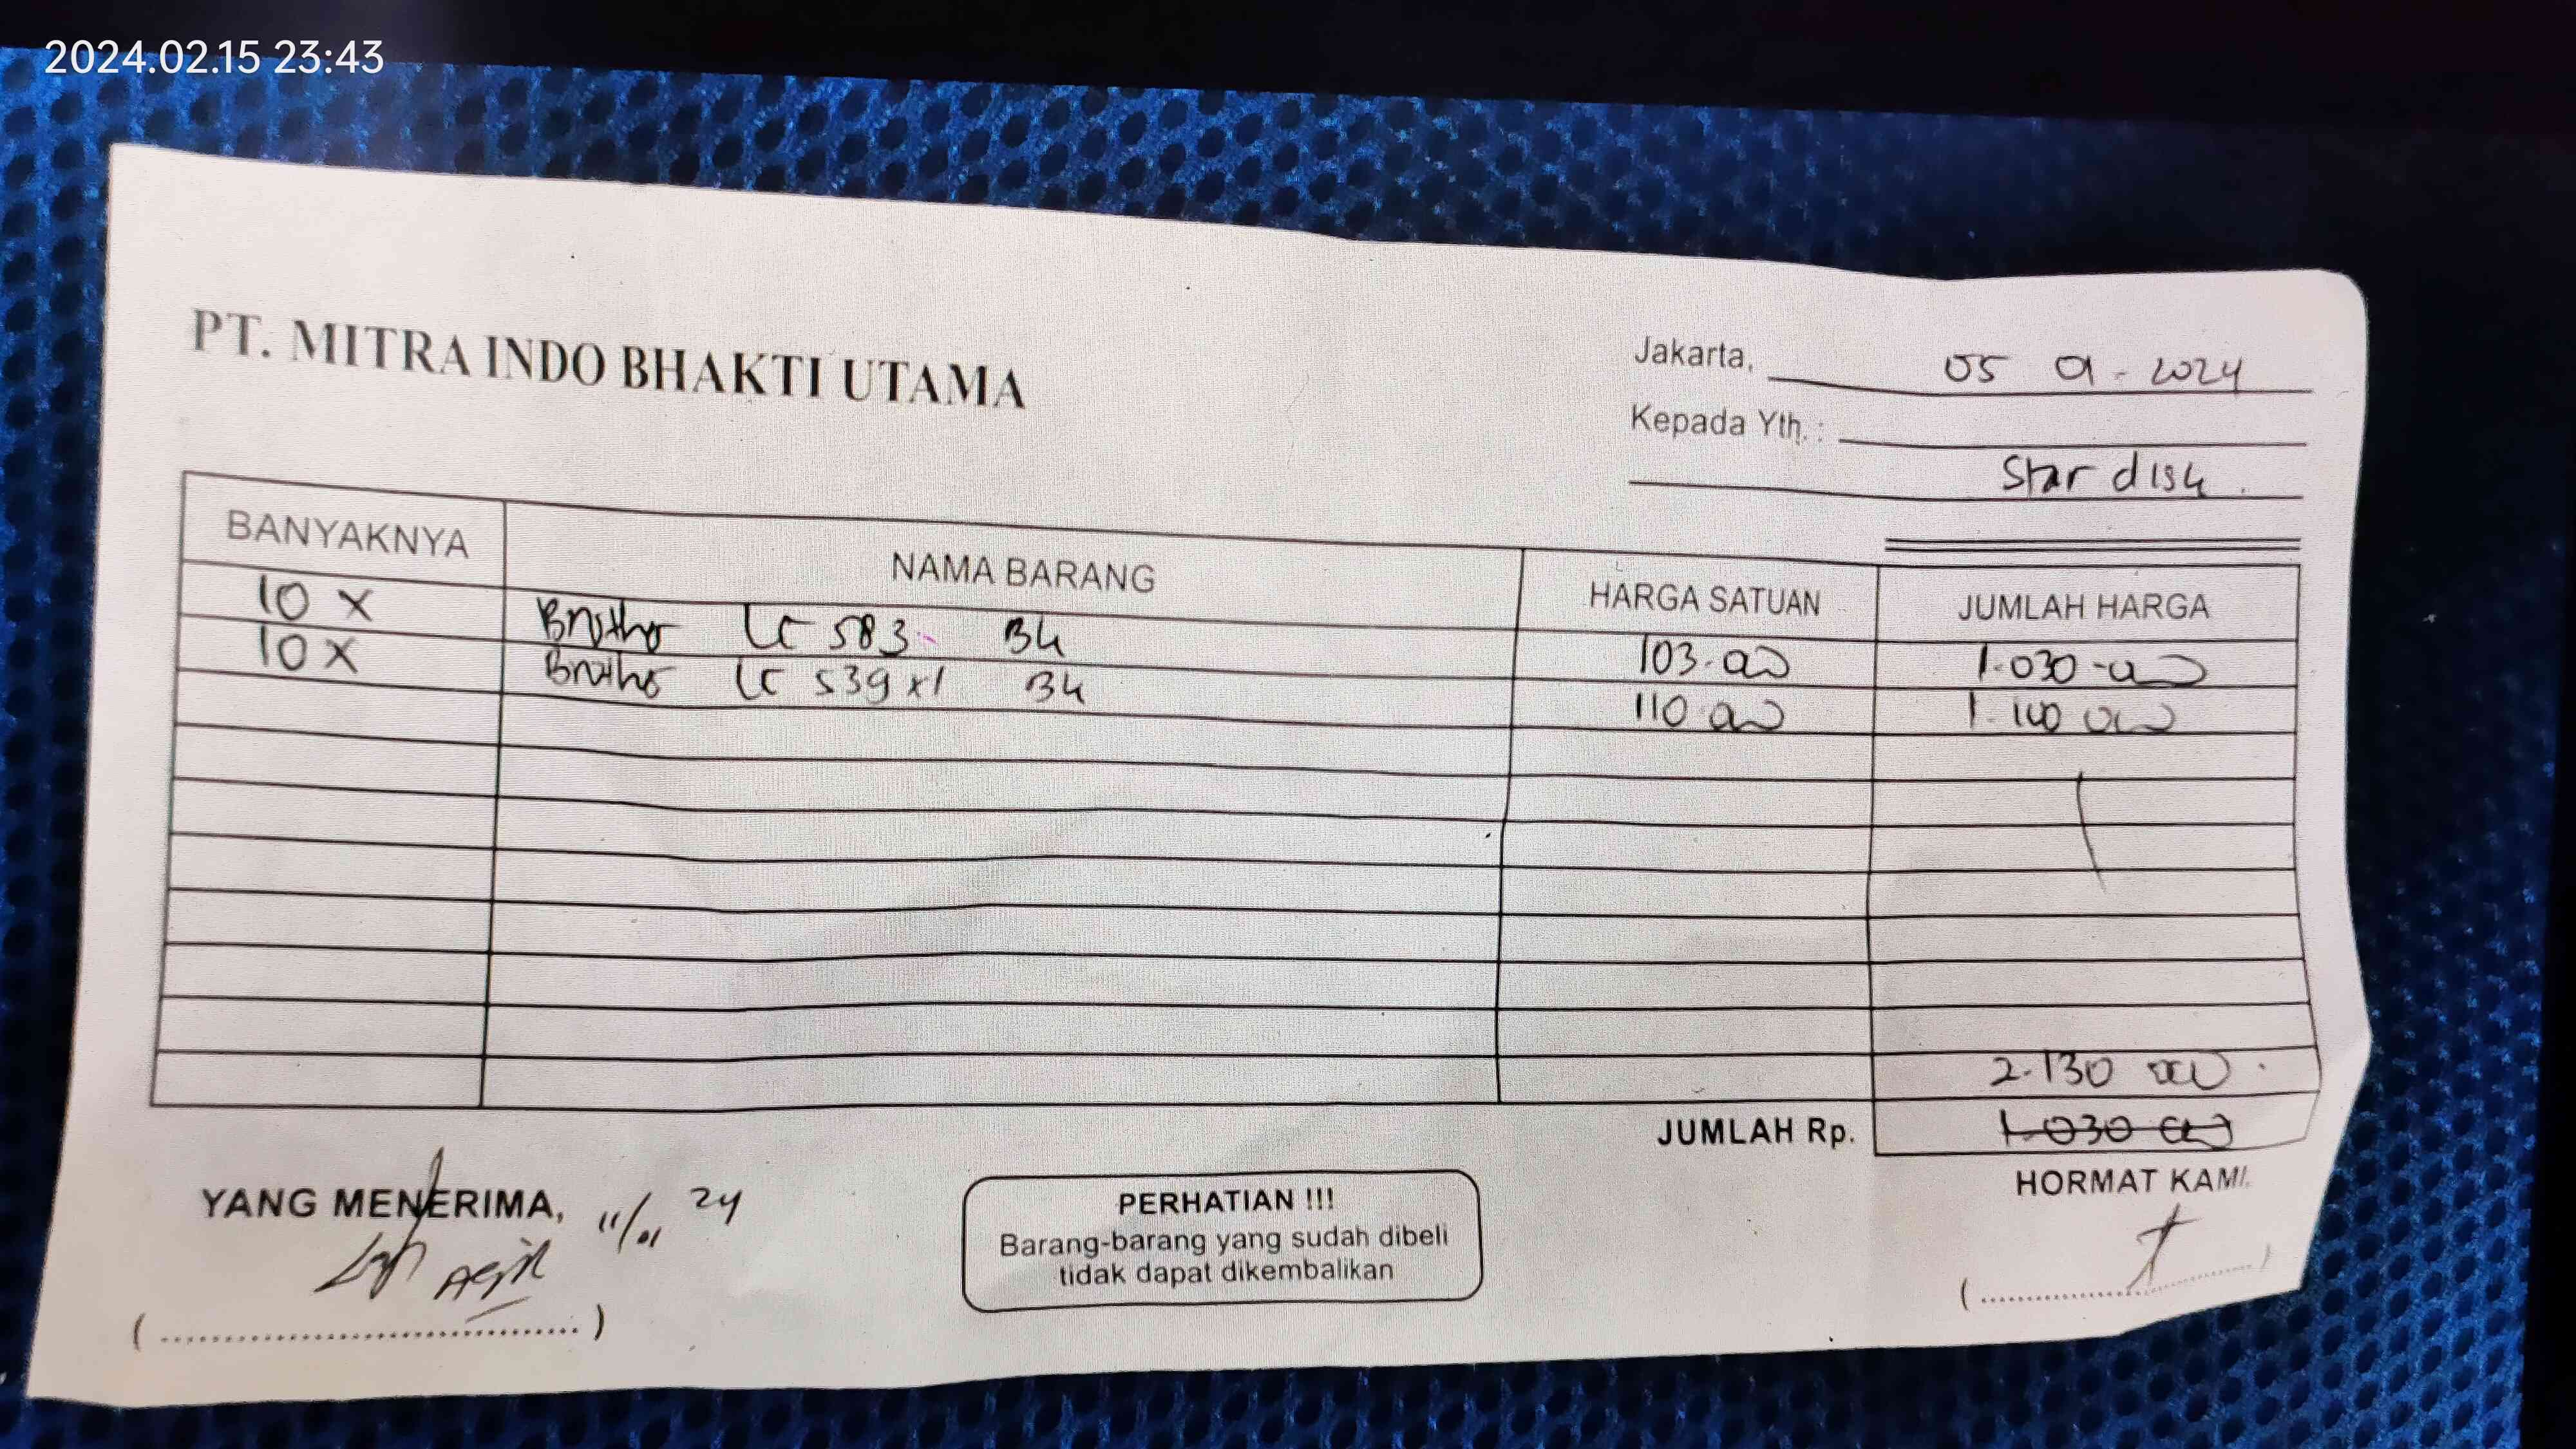 2024.02.15 23:43
PT. MITRA INDO BHAKTI UTAMA
Jakarta, 05 01 - 2024
Kepada Yth. :
Star disk.
BANYAKNYA NAMA BARANG HARGA SATUAN JUMLAH HARGA
10 x Brother LC 583 - BK 103.000 1.030.000
10 x Brother LC 539 xl BK 110.000 1.100.000
2.130.000
JUMLAH Rp. 1.030.000
YANG MENERIMA, 11/01 24
HORMAT KAMI,
PERHATIAN !!!
Barang-barang yang sudah dibeli
tidak dapat dikembalikan